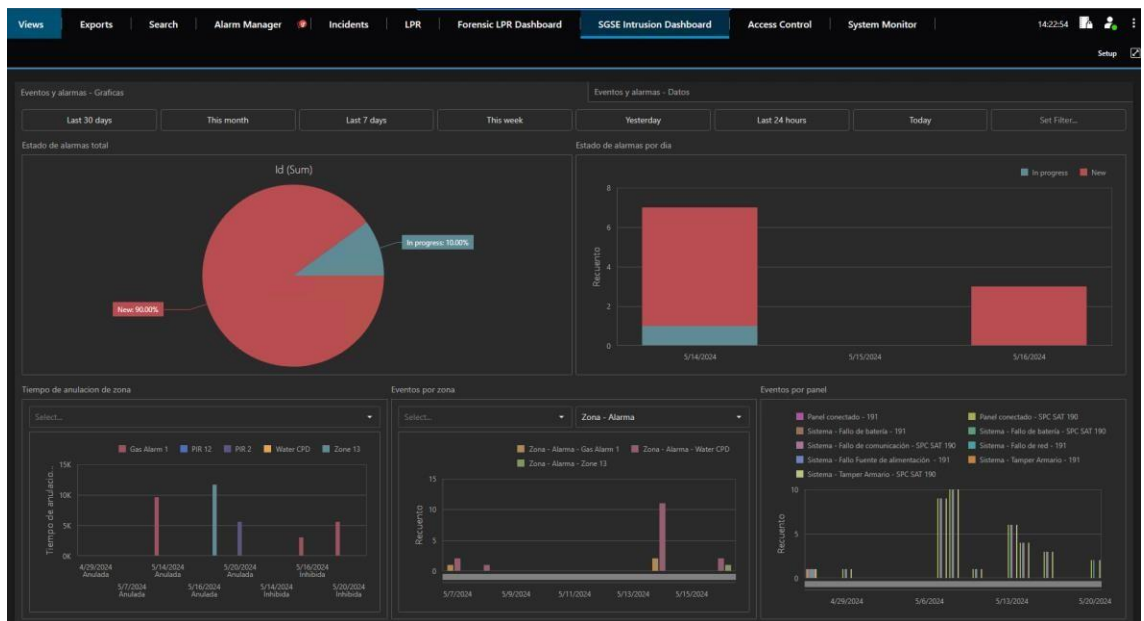 Views Exports Search Alarm Manager Incidents LPR Forensic LPR Dashboard SGSE Intrusion Dashboard Access Control System Monitor 14:22:54
Setup
Eventos y alarmas - Graficas Eventos y alarmas - Datos
Last 30 days This month Last 7 days This week Yesterday Last 24 hours Today Set Filter...
Estado de alarmas total
Id (Sum)
In progress: 10.00%
New: 90.00%
Estado de alarmas por dia
In progress New
Recuento
8
6
4
2
0
5/14/2024 5/15/2024 5/16/2024
Tiempo de anulacion de zona
Select...
Gas Alarm 1 PIR 12 PIR 2 Water CPD Zone 13
Tiempo de anulacio...
15K
10K
5K
0K
4/29/2024 5/14/2024 5/20/2024 5/16/2024
Anulada Anulada Anulada Inhibida
5/7/2024 5/16/2024 5/14/2024 5/20/2024
Anulada Anulada Inhibida Inhibida
Eventos por zona
Select... Zona - Alarma
Zona - Alarma - Gas Alarm 1 Zona - Alarma - Water CPD
Zona - Alarma - Zone 13
Recuento
15
10
5
0
5/7/2024 5/9/2024 5/11/2024 5/13/2024 5/15/2024
Eventos por panel
Panel conectado - 191 Panel conectado - SPC SAT 190
Sistema - Fallo de batería - 191 Sistema - Fallo de batería - SPC SAT 190
Sistema - Fallo de comunicación - SPC SAT 190 Sistema - Fallo de red - 191
Sistema - Fallo Fuente de alimentación - 191 Sistema - Tamper Armario - 191
Sistema - Tamper Armario - SPC SAT 190
Recuento
10
5
0
4/29/2024 5/6/2024 5/13/2024 5/20/2024